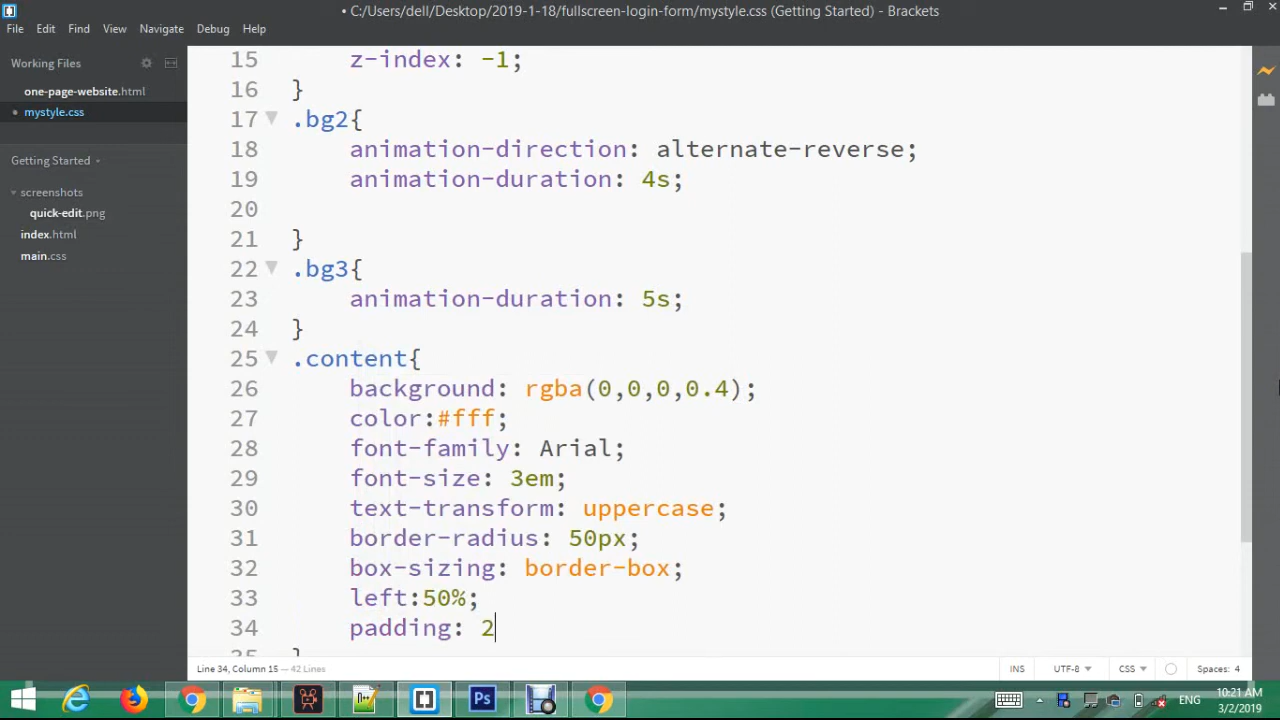 • C:/Users/dell/Desktop/2019-1-18/fullscreen-login-form/mystyle.css (Getting Started) - Brackets
File Edit Find View Navigate Debug Help
Working Files
one-page-website.html
mystyle.css
Getting Started
screenshots
quick-edit.png
index.html
main.css
15 z-index: -1;
16 }
17 .bg2{
18 animation-direction: alternate-reverse;
19 animation-duration: 4s;
20
21 }
22 .bg3{
23 animation-duration: 5s;
24 }
25 .content{
26 background: rgba(0,0,0,0.4);
27 color:#fff;
28 font-family: Arial;
29 font-size: 3em;
30 text-transform: uppercase;
31 border-radius: 50px;
32 box-sizing: border-box;
33 left:50%;
34 padding: 2
35 }
Line 34, Column 15 — 42 Lines
INS UTF-8 CSS Spaces: 4
Ps ENG 10:21 AM
3/2/2019